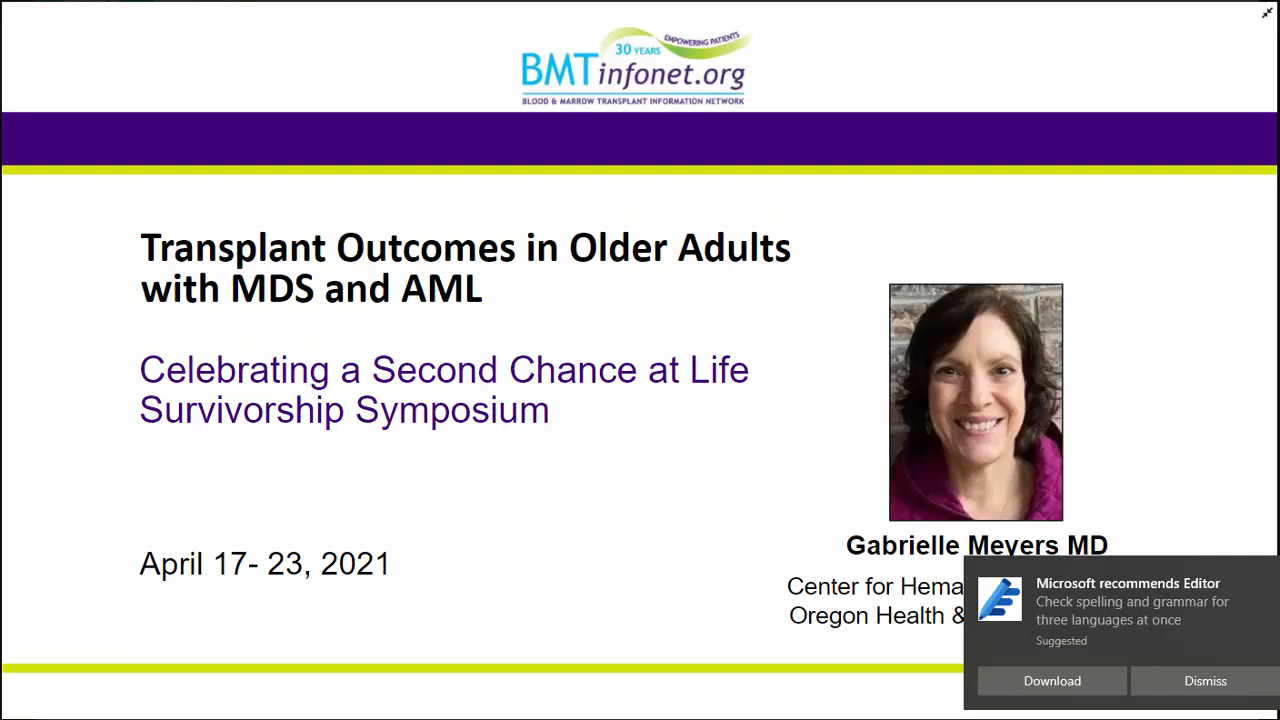 30 YEARS
EMPOWERING PATIENTS
BMTinfonet.org
BLOOD & MARROW TRANSPLANT INFORMATION NETWORK
Transplant Outcomes in Older Adults
with MDS and AML
Celebrating a Second Chance at Life
Survivorship Symposium
April 17- 23, 2021
Gabrielle Meyers MD
Center for Hema
Oregon Health &
Microsoft recommends Editor
Check spelling and grammar for
three languages at once
Suggested
Download
Dismiss